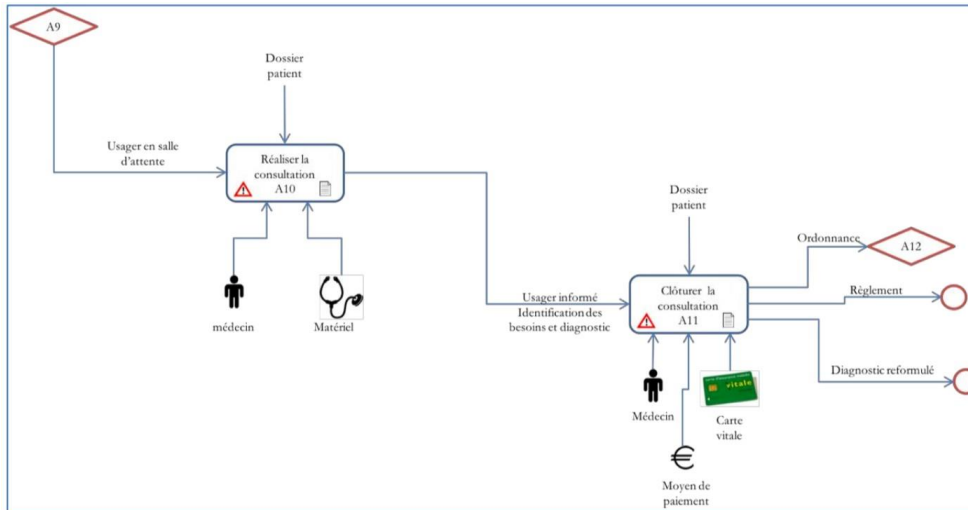 A9
Dossier
patient
Usager en salle
d'attente
Réaliser la
consultation
A10
médecin
Matériel
Dossier
patient
Usager informé
Identification des
besoins et diagnostic
Clôturer la
consultation
A11
Ordonnance
A12
Règlement
Diagnostic reformulé
vitale
Médecin
Carte
vitale
€
Moyen de
paiement